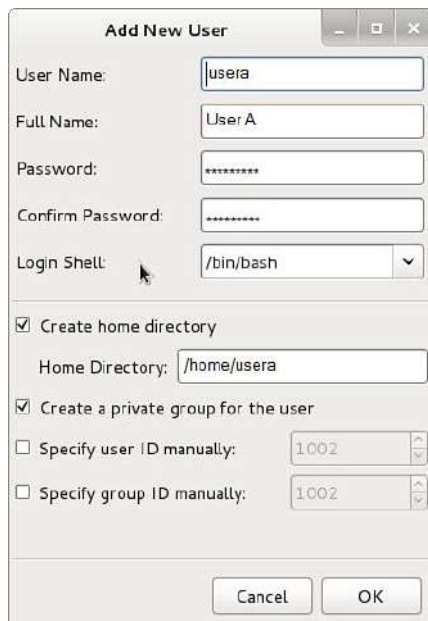 Add New User
User Name: usera
Full Name: User A
Password: *********
Confirm Password: *********
Login Shell: /bin/bash
Create home directory
Home Directory: /home/usera
Create a private group for the user
Specify user ID manually: 1002
Specify group ID manually: 1002
Cancel OK